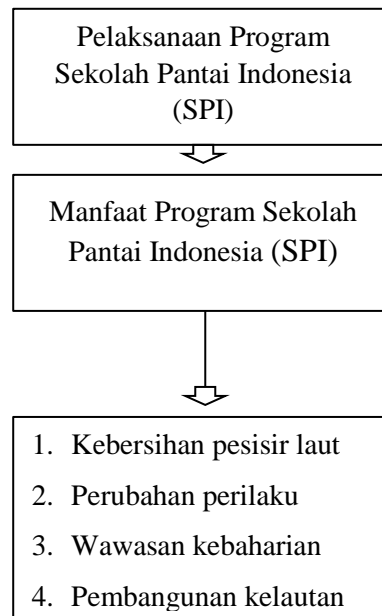 Pelaksanaan Program
Sekolah Pantai Indonesia
(SPI)
Manfaat Program Sekolah
Pantai Indonesia (SPI)
1. Kebersihan pesisir laut
2. Perubahan perilaku
3. Wawasan kebaharian
4. Pembangunan kelautan